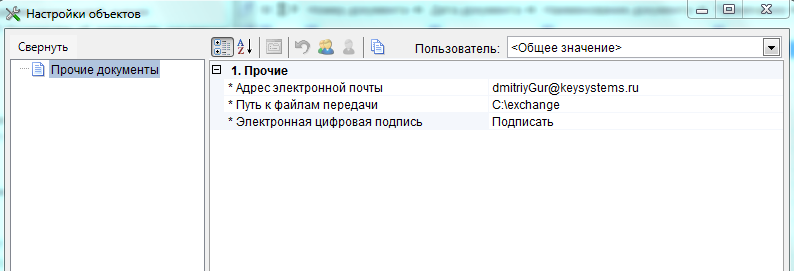 Настройки объектов
Свернуть
Пользователь: <Общее значение>
Прочие документы
1. Прочие
* Адрес электронной почты dmitriyGur@keysystems.ru
* Путь к файлам передачи C:\exchange
* Электронная цифровая подпись Подписать